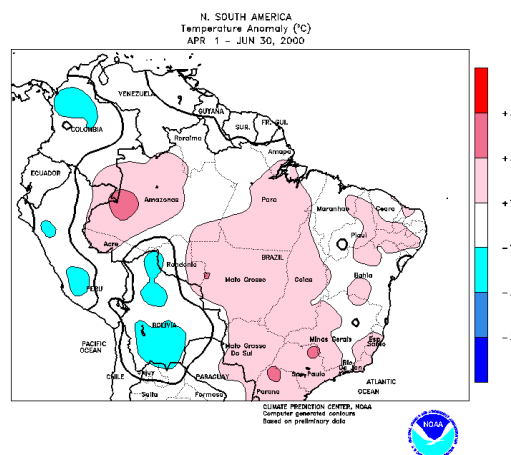 N. SOUTH AMERICA
Temperature Anomaly (°C)
APR 1 - JUN 30, 2000
VENEZUELA
GUYANA
SUR.
FR. GUI.
COLOMBIA
Roraima
Amapa
ECUADOR
Amazonas
Para
Maranhao
Ceara
Piaui
Acre
Rondonia
BRAZIL
Mato Grosso
Goias
Bahia
PERU
BOLIVIA
PACIFIC
OCEAN
Mato Grosso
Do Sul
Minas Gerais
Esp.
Santo
Rio
De Jan.
Sao Paulo
CHILE
PARAGUAY
Parana
ATLANTIC
OCEAN
Salta
Formosa
CLIMATE PREDICTION CENTER, NOAA
Computer generated contours
Based on preliminary data
NOAA